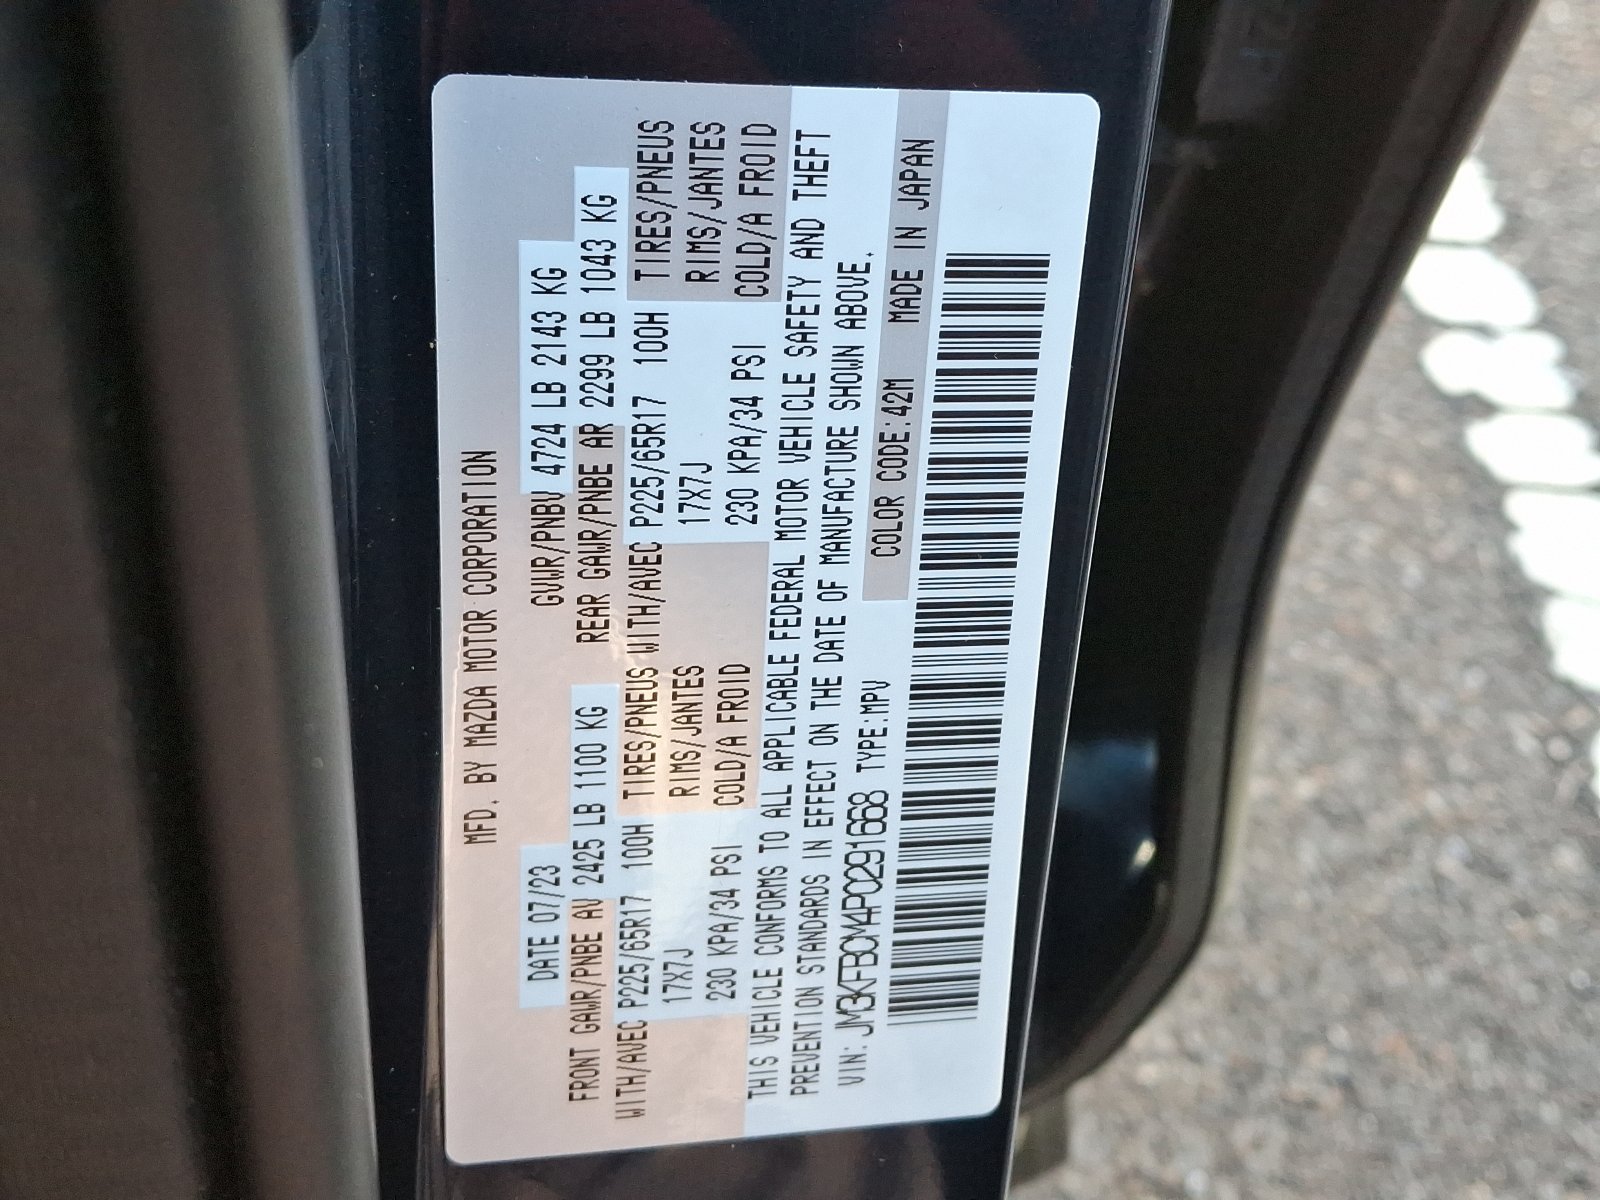 MFD. BY MAZDA MOTOR CORPORATION
DATE 07/23 GVWR/PNBV 4724 LB 2143 KG
FRONT GAWR/PNBE AV 2425 LB 1100 KG REAR GAWR/PNBE AR 2299 LB 1043 KG
WITH/AVEC P225/65R17 100H TIRES/PNEUS WITH/AVEC P225/65R17 100H TIRES/PNEUS
17X7J RIMS/JANTES 17X7J RIMS/JANTES
230 KPA/34 PSI COLD/A FROID 230 KPA/34 PSI COLD/A FROID
THIS VEHICLE CONFORMS TO ALL APPLICABLE FEDERAL MOTOR VEHICLE SAFETY AND THEFT
PREVENTION STANDARDS IN EFFECT ON THE DATE OF MANUFACTURE SHOWN ABOVE.
VIN: JM3KFBCM4P0291668 TYPE:MPV COLOR CODE:42M MADE IN JAPAN